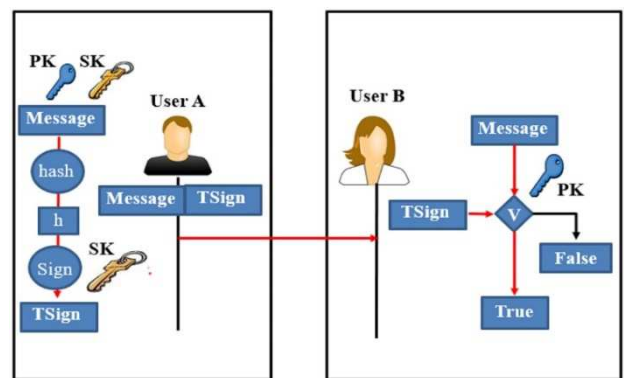 PK SK
Message
hash
h
Sign
SK
TSign
User A
Message TSign
User B
Message
PK
TSign
V
False
True